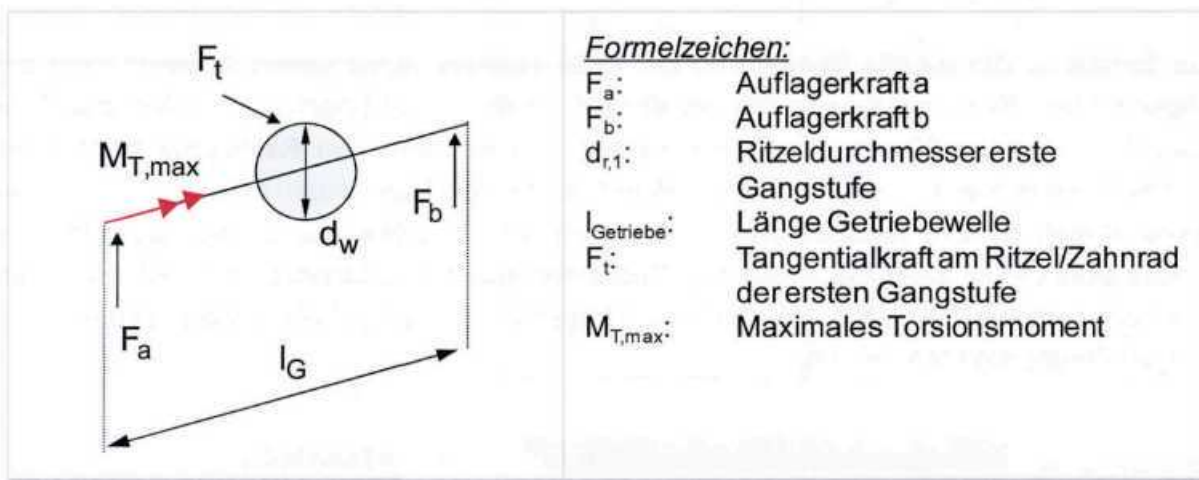 F_t
M_T,max
F_b
d_w
F_a
l_G
Formelzeichen:
F_a: Auflagerkraft a
F_b: Auflagerkraft b
d_r,1: Ritzeldurchmesser erste
Gangstufe
l_Getriebe: Länge Getriebewelle
F_t: Tangentialkraft am Ritzel/Zahnrad
der ersten Gangstufe
M_T,max: Maximales Torsionsmoment